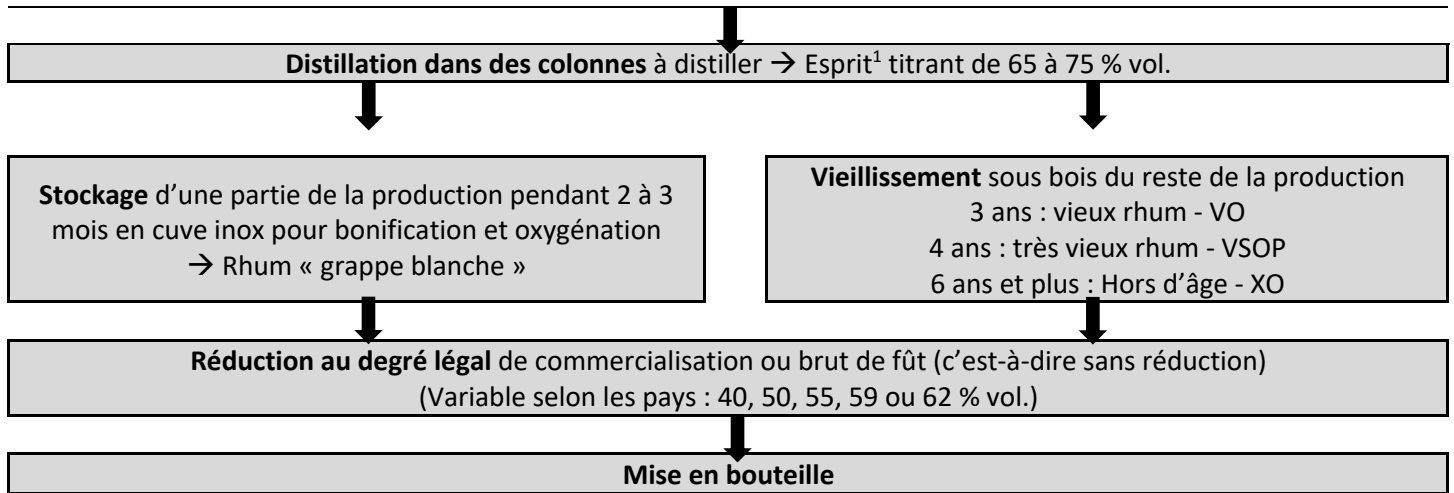 Distillation dans des colonnes à distiller → Esprit¹ titrant de 65 à 75 % vol.
Stockage d’une partie de la production pendant 2 à 3
mois en cuve inox pour bonification et oxygénation
→ Rhum « grappe blanche »
Vieillissement sous bois du reste de la production
3 ans : vieux rhum - VO
4 ans : très vieux rhum - VSOP
6 ans et plus : Hors d’âge - XO
Réduction au degré légal de commercialisation ou brut de fût (c’est-à-dire sans réduction)
(Variable selon les pays : 40, 50, 55, 59 ou 62 % vol.)
Mise en bouteille